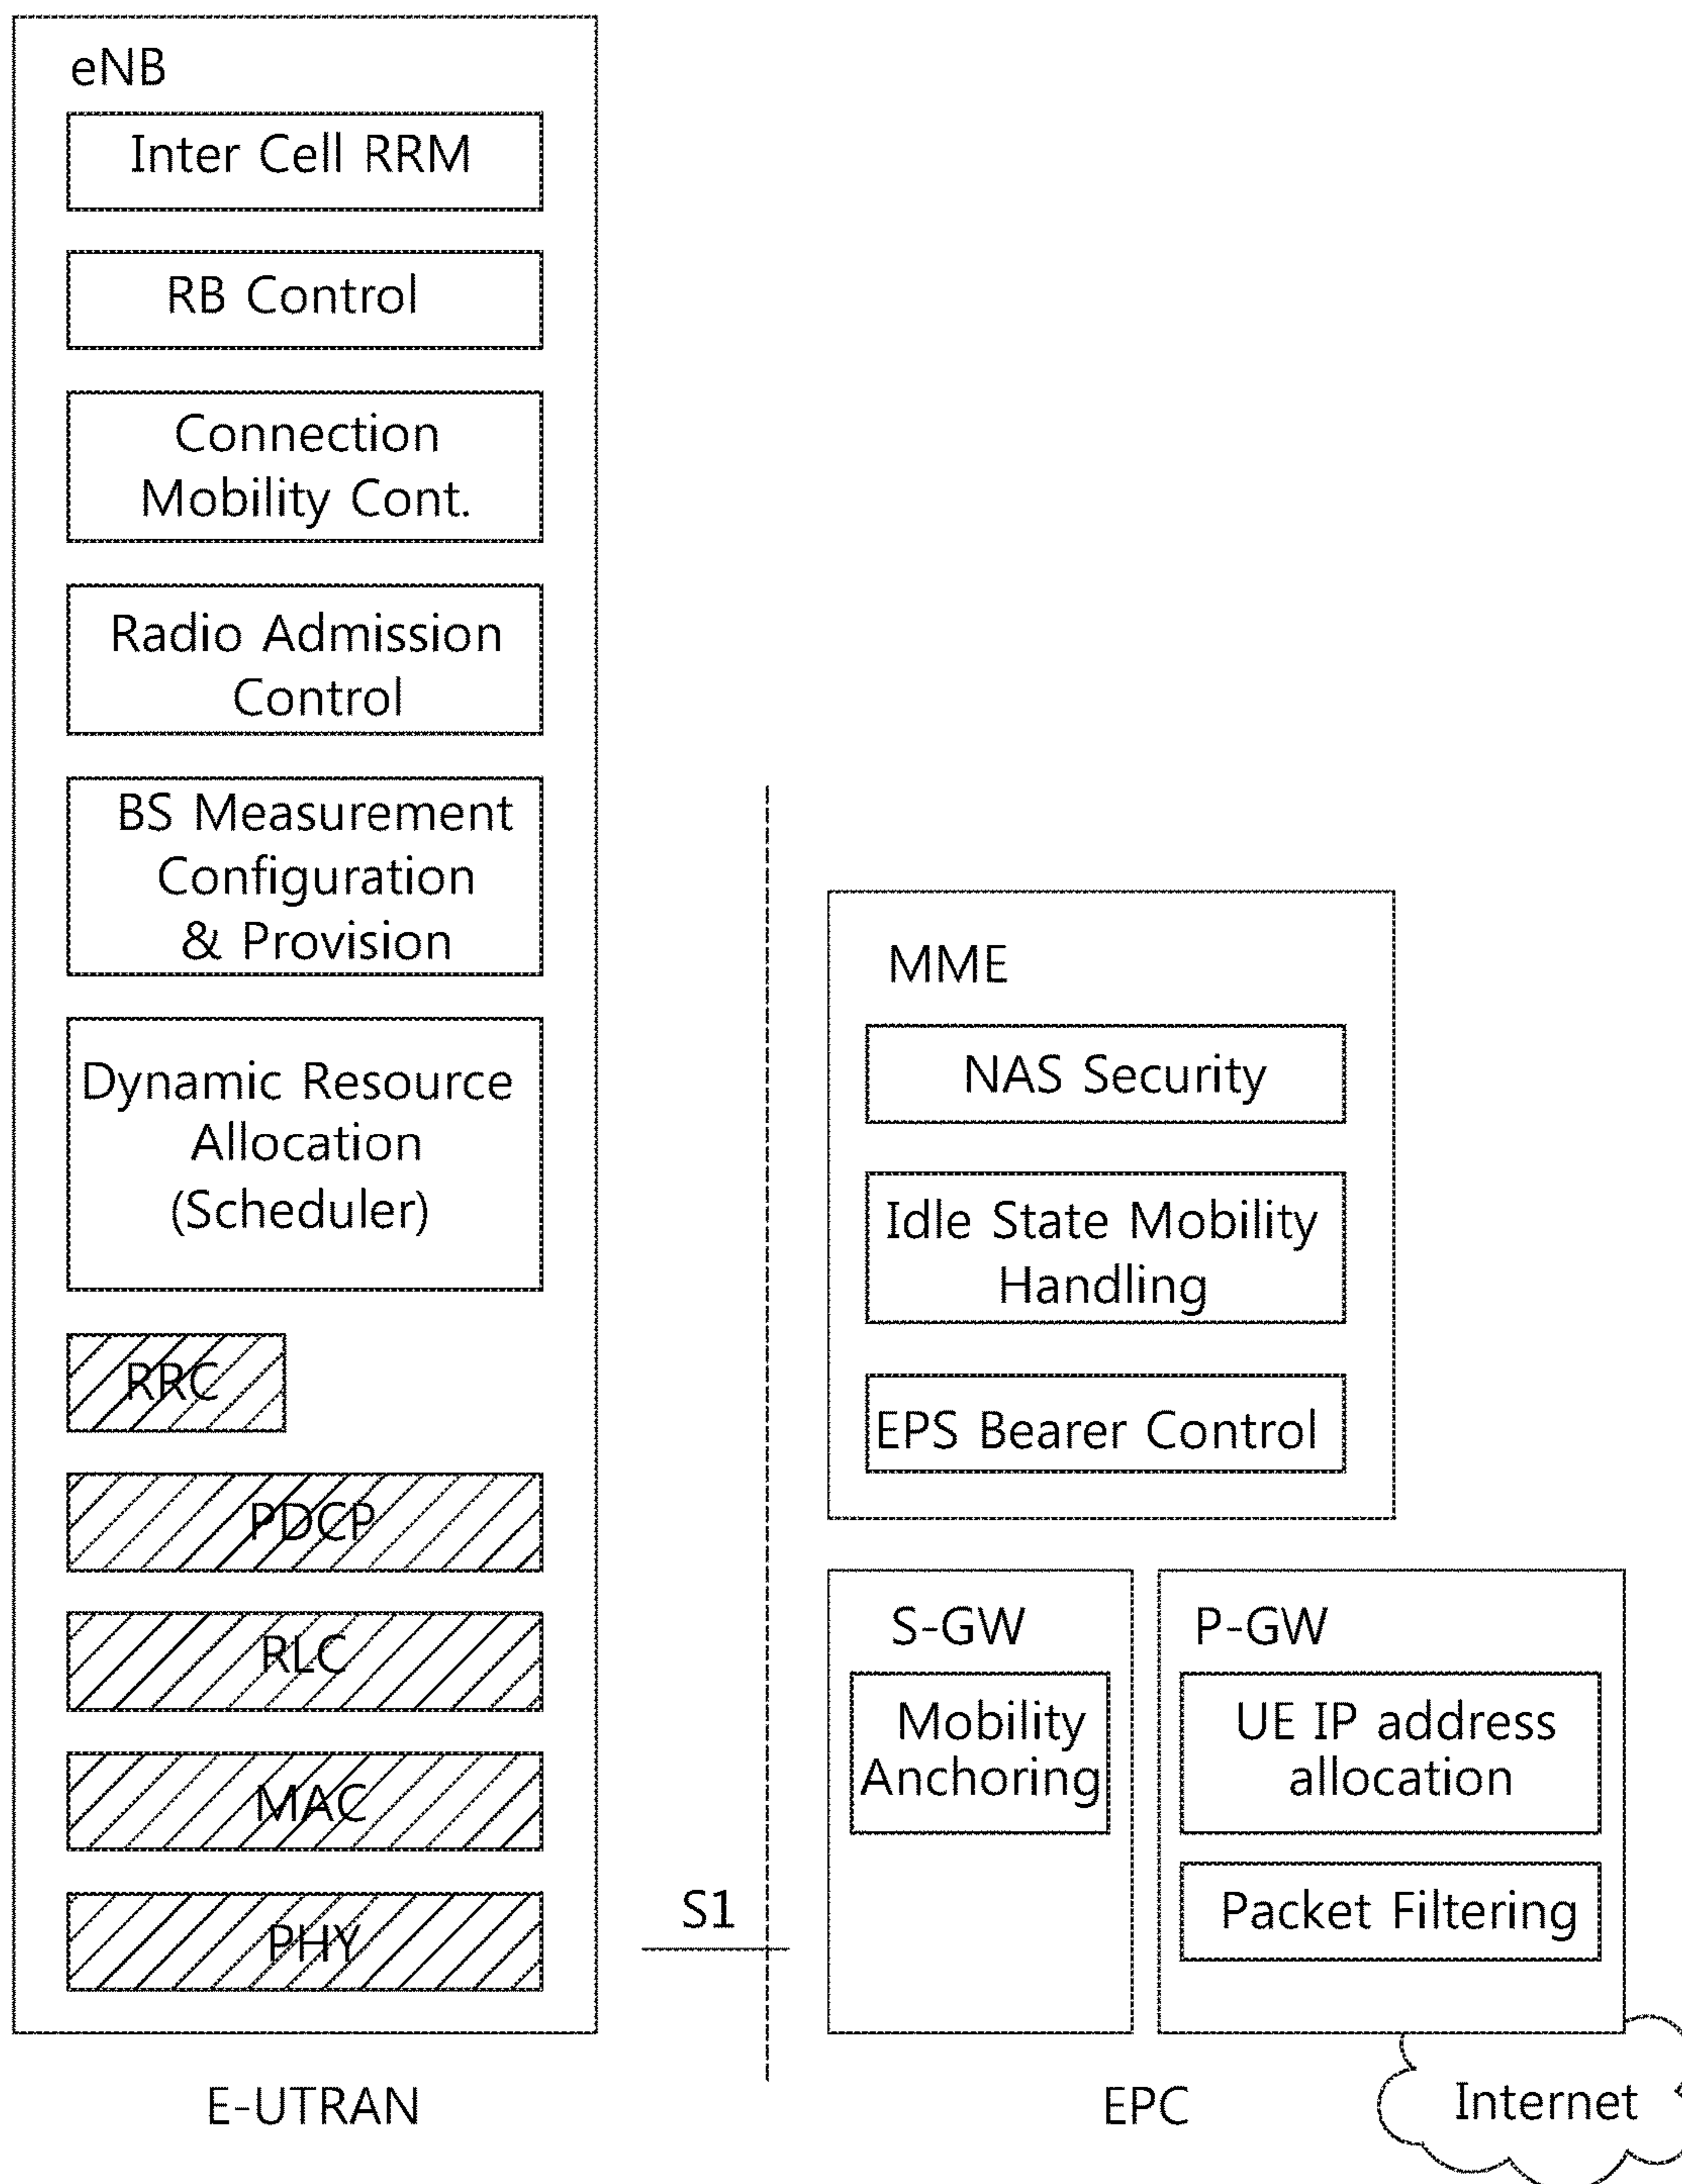 eNB
Inter Cell RRM
RB Control
Connection
Mobility Cont.
Radio Admission
Control
BS Measurement
Configuration
& Provision
Dynamic Resource
Allocation
(Scheduler)
RRC
PDCP
RLC
MAC
PHY
S1
MME
NAS Security
Idle State Mobility
Handling
EPS Bearer Control
S-GW
Mobility
Anchoring
P-GW
UE IP address
allocation
Packet Filtering
E-UTRAN
EPC
Internet